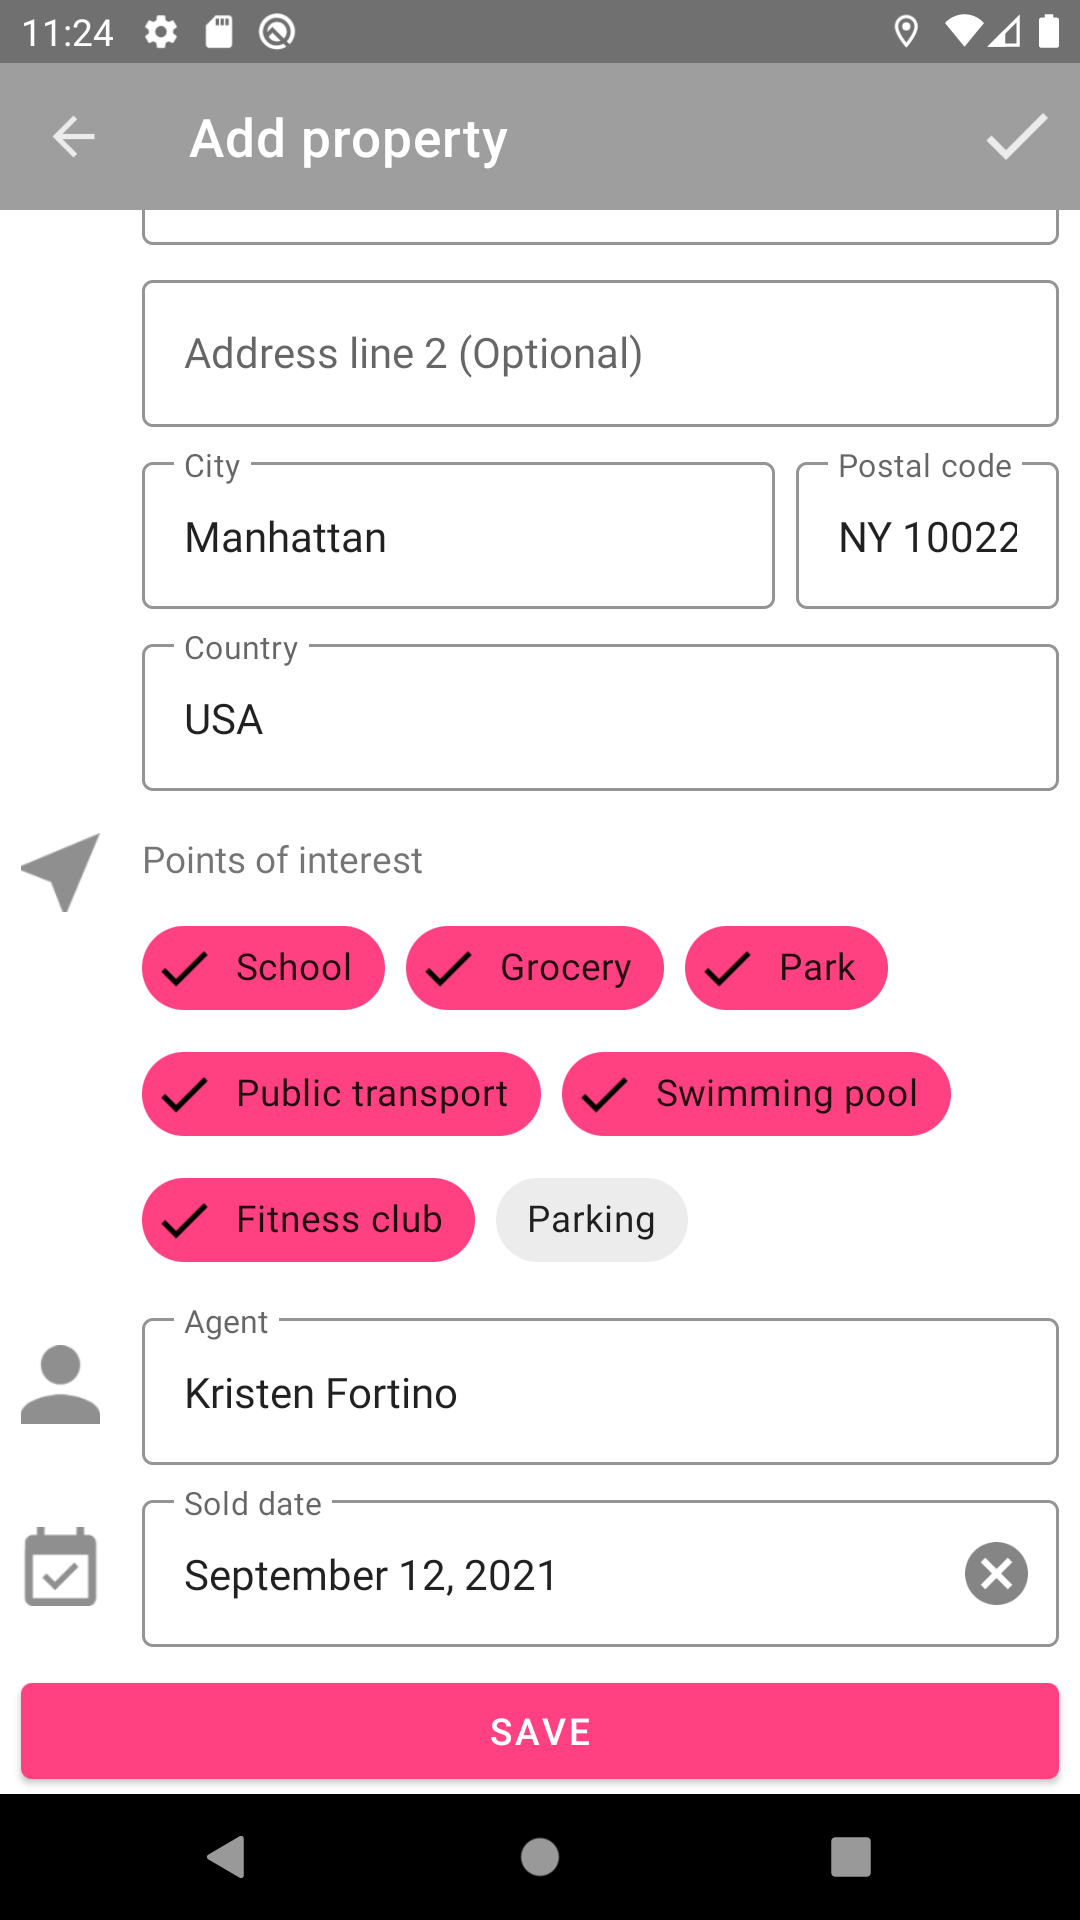 11:24
Add property
Address line 2 (Optional)
City
Postal code
Manhattan
NY 10022
Country
USA
Points of interest
School
Grocery
Park
Public transport
Swimming pool
Fitness club
Parking
Agent
Kristen Fortino
Sold date
September 12, 2021
SAVE